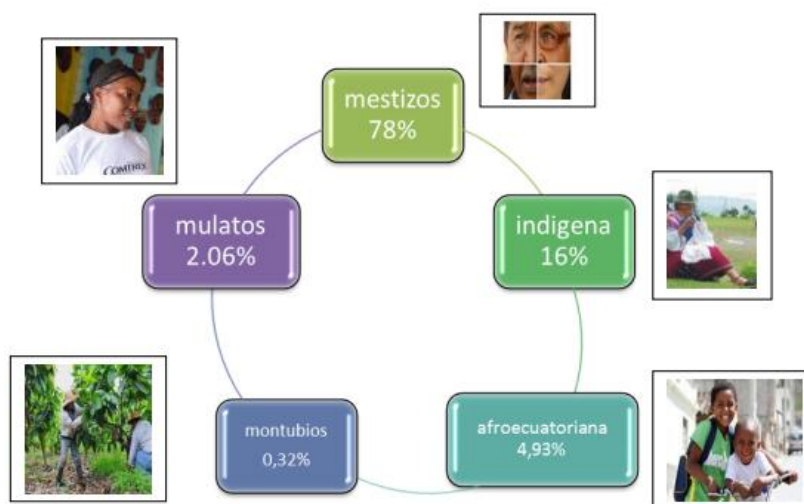 mestizos
78%
mulatos
2.06%
indigena
16%
montubios
0,32%
afroecuatoriana
4,93%